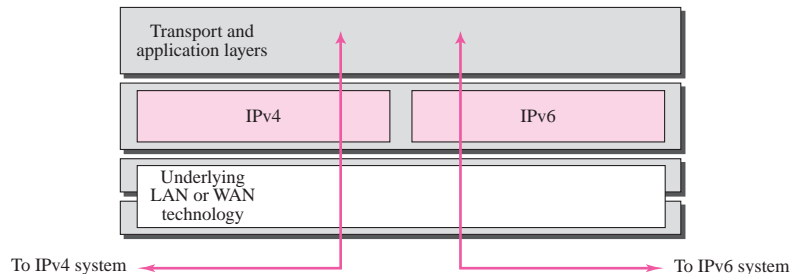 Transport and
application layers
IPv4
IPv6
Underlying
LAN or WAN
technology
To IPv4 system
To IPv6 system